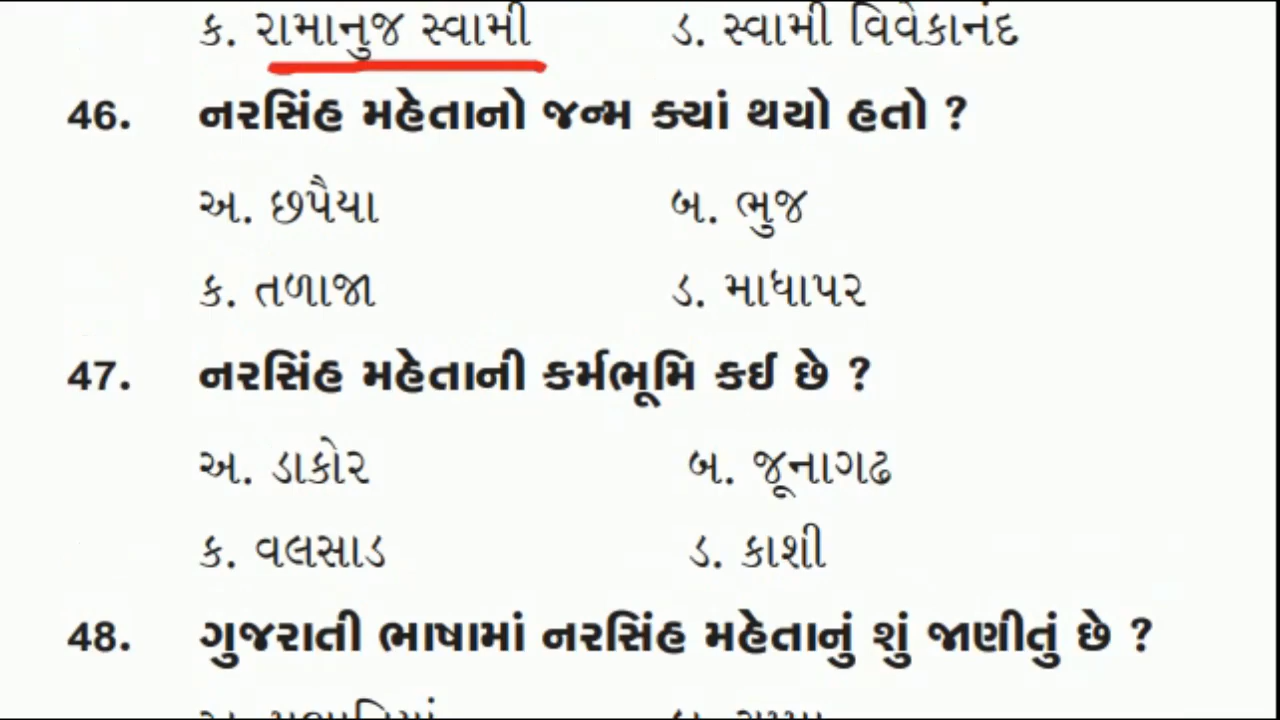 ક. રામાનુજ સ્વામી ડ. સ્વામી વિવેકાનંદ
46. નરસિંહ મહેતાનો જન્મ ક્યાં થયો હતો ?
અ. છપૈયા બ. ભુજ
ક. તળાજા ડ. માધાપર
47. નરસિંહ મહેતાની કર્મભૂમિ કઈ છે ?
અ. ડાકોર બ. જૂનાગઢ
ક. વલસાડ ડ. કાશી
48. ગુજરાતી ભાષામાં નરસિંહ મહેતાનું શું જાણીતું છે ?